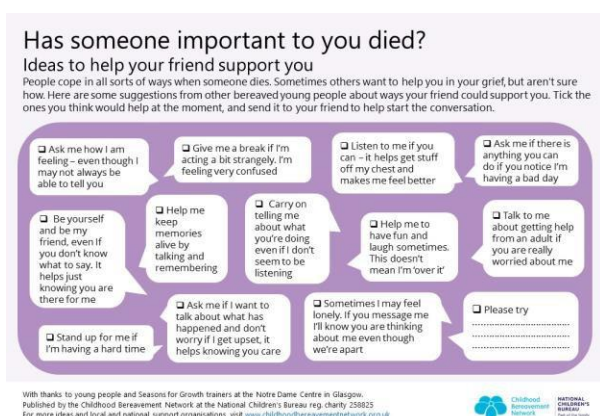 Has someone important to you died?
Ideas to help your friend support you
People cope in all sorts of ways when someone dies. Sometimes others want to help you in your grief, but aren't sure
how. Here are some suggestions from other bereaved young people about ways your friend could support you. Tick the
ones you think would help at the moment, and send it to your friend to help start the conversation.
❑ Ask me how I am
feeling – even though I
may not always be
able to tell you
❑ Give me a break if I'm
acting a bit strangely. I'm
feeling very confused
❑ Listen to me if you
can – it helps get stuff
off my chest and
makes me feel better
❑ Ask me if there is
anything you can
do if you notice I'm
having a bad day
❑ Be yourself
and be my
friend, even If
you don't know
what to say. It
helps just
knowing you are
there for me
❑ Help me
keep
memories
alive by
talking and
remembering
❑ Carry on
telling me
about what
you're doing
even if I don't
seem to be
listening
❑ Help me to
have fun and
laugh sometimes.
This doesn't
mean I'm 'over it'
❑ Talk to me
about getting help
from an adult if
you are really
worried about me
❑ Stand up for me if
I'm having a hard time
❑ Ask me if I want to
talk about what has
happened and don't
worry if I get upset, it
helps knowing you care
❑ Sometimes I may feel
lonely. If you message me
I'll know you are thinking
about me even though
we're apart
❑ Please try
With thanks to young people and Seasons for Growth trainers at the Notre Dame Centre in Glasgow.
Published by the Childhood Bereavement Network at the National Children's Bureau reg. charity 258825
For more ideas and local and national support organisations, visit www.childhoodbereavementnetwork.org.uk
Childhood
Bereavement
Network
NATIONAL
CHILDREN'S
BUREAU